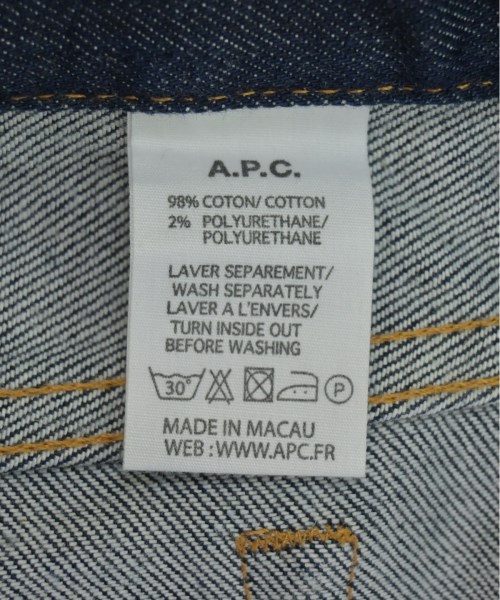 A.P.C.
98% COTON/ COTTON
2% POLYURETHANE/
POLYURETHANE
LAVER SEPAREMENT/
WASH SEPARATELY
LAVER A L'ENVERS/
TURN INSIDE OUT
BEFORE WASHING
30° P
MADE IN MACAU
WEB : WWW.APC.FR